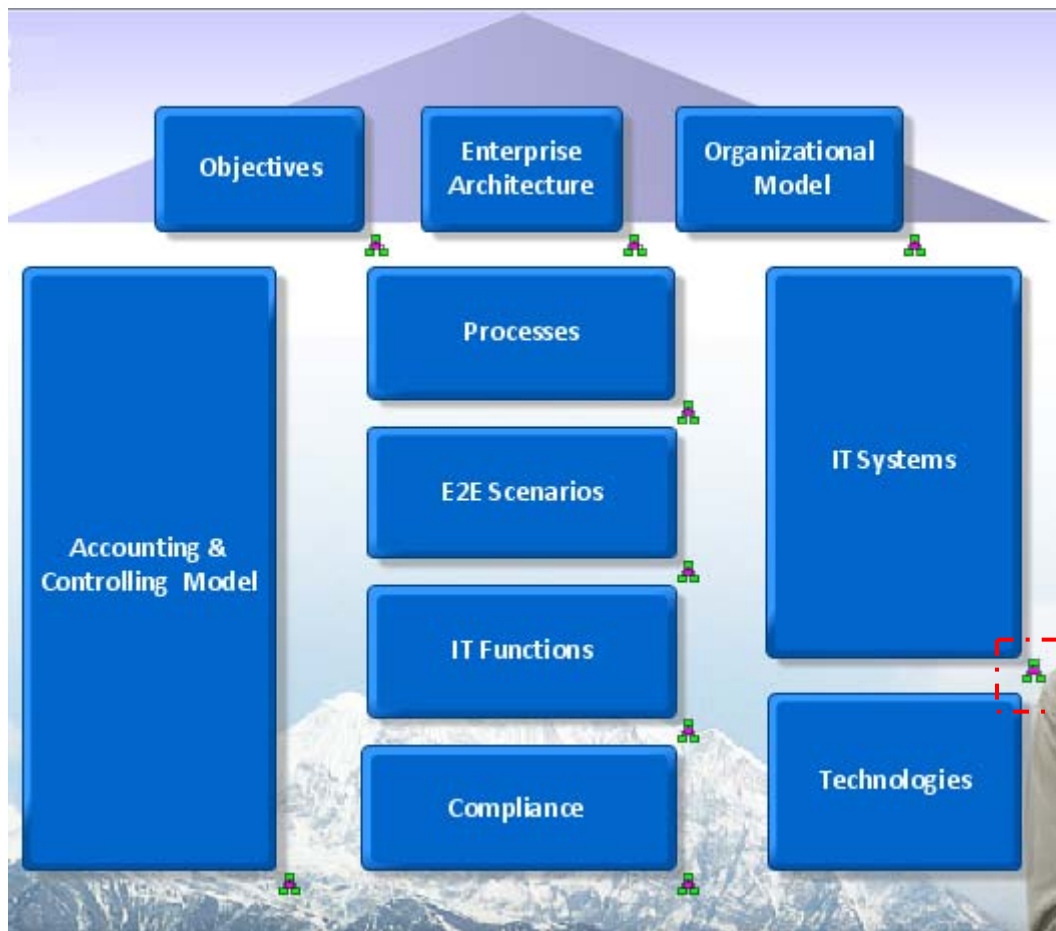 Objectives
Enterprise
Architecture
Organizational
Model
Accounting &
Controlling Model
Processes
E2E Scenarios
IT Functions
Compliance
IT Systems
Technologies